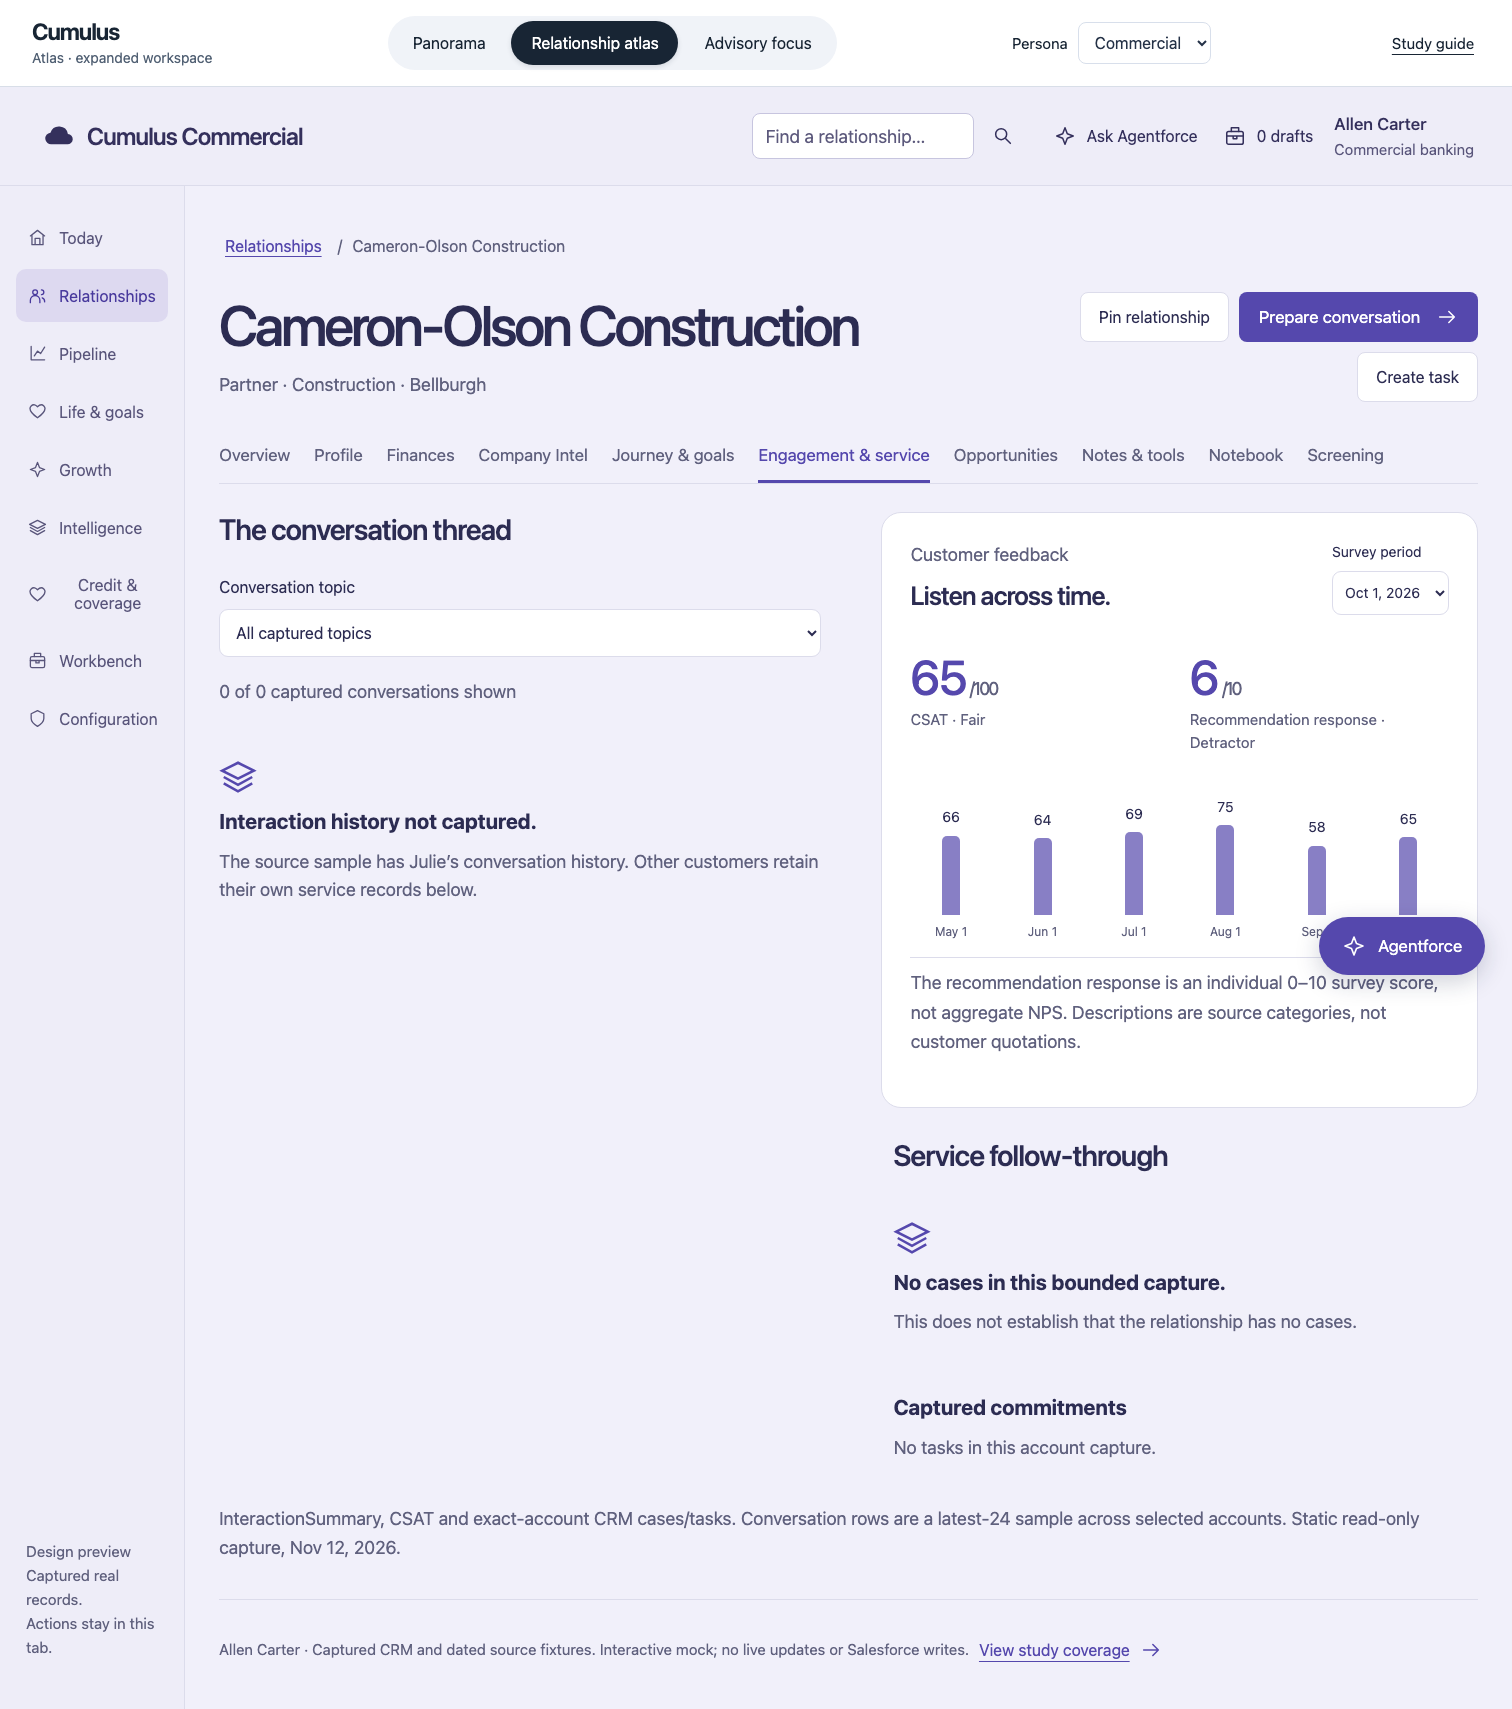 Cumulus
Atlas · expanded workspace
Panorama
Relationship atlas
Advisory focus
Persona
Commercial
Study guide
Cumulus Commercial
Find a relationship...
Ask Agentforce
0 drafts
Allen Carter
Commercial banking
Today
Relationships
Pipeline
Life & goals
Growth
Intelligence
Credit &
coverage
Workbench
Configuration
Relationships / Cameron-Olson Construction
Cameron-Olson Construction
Partner · Construction · Bellburgh
Pin relationship
Prepare conversation
Create task
Overview
Profile
Finances
Company Intel
Journey & goals
Engagement & service
Opportunities
Notes & tools
Notebook
Screening
The conversation thread
Conversation topic
All captured topics
0 of 0 captured conversations shown
Interaction history not captured.
The source sample has Julie’s conversation history. Other customers retain
their own service records below.
Customer feedback
Listen across time.
Survey period
Oct 1, 2026
65 /100
CSAT · Fair
6 /10
Recommendation response ·
Detractor
66
64
69
75
58
65
May 1
Jun 1
Jul 1
Aug 1
Sep
Agentforce
The recommendation response is an individual 0–10 survey score,
not aggregate NPS. Descriptions are source categories, not
customer quotations.
Service follow-through
No cases in this bounded capture.
This does not establish that the relationship has no cases.
Captured commitments
No tasks in this account capture.
InteractionSummary, CSAT and exact-account CRM cases/tasks. Conversation rows are a latest-24 sample across selected accounts. Static read-only
capture, Nov 12, 2026.
Design preview
Captured real
records.
Actions stay in this
tab.
Allen Carter · Captured CRM and dated source fixtures. Interactive mock; no live updates or Salesforce writes.
View study coverage